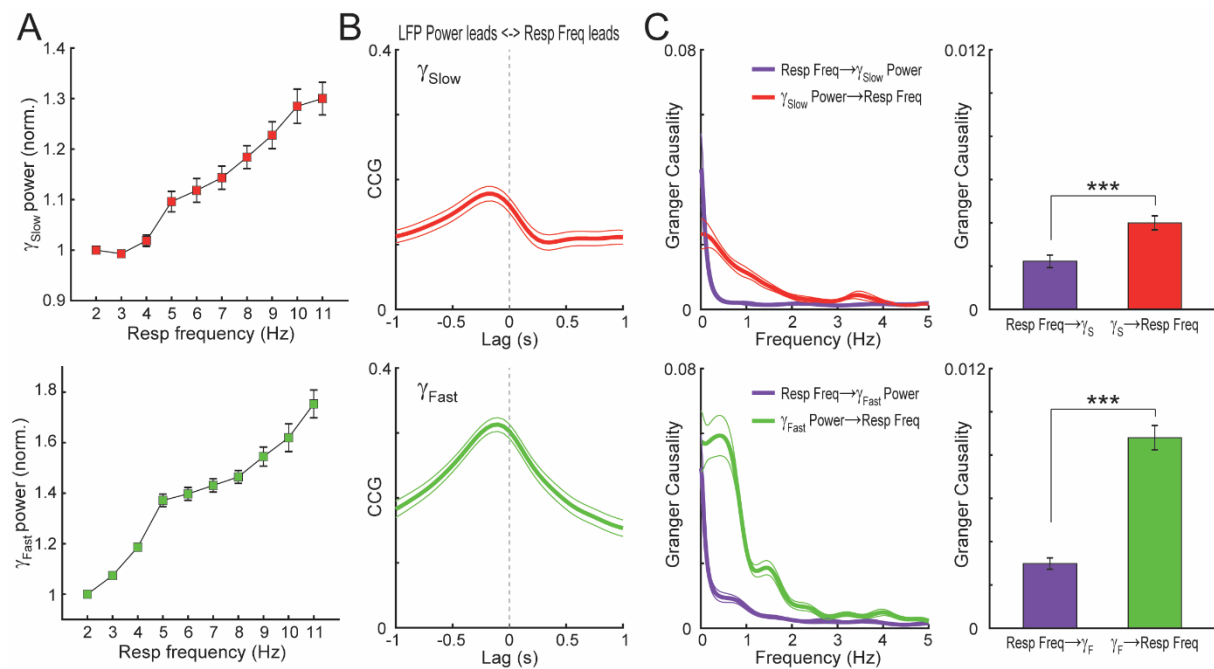 A
γSlow power (norm.)
1.4
1.3
1.2
1.1
1
0.9
2 3 4 5 6 7 8 9 10 11
Resp frequency (Hz)
B
LFP Power leads <-> Resp Freq leads
γSlow
CCG
0.4
0
-1 -0.5 0 0.5 1
Lag (s)
C
Granger Causality
0.08
0
Resp Freq→γSlow Power
γSlow Power→Resp Freq
0 1 2 3 4 5
Frequency (Hz)
Granger Causality
0.012
0
***
Resp Freq→γS γS→Resp Freq
γFast power (norm.)
1.8
1.6
1.4
1.2
1
2 3 4 5 6 7 8 9 10 11
Resp frequency (Hz)
γFast
CCG
0.4
0
-1 -0.5 0 0.5 1
Lag (s)
Granger Causality
0.08
0
Resp Freq→γFast Power
γFast Power→Resp Freq
0 1 2 3 4 5
Frequency (Hz)
Granger Causality
0.012
0
***
Resp Freq→γF γF→Resp Freq